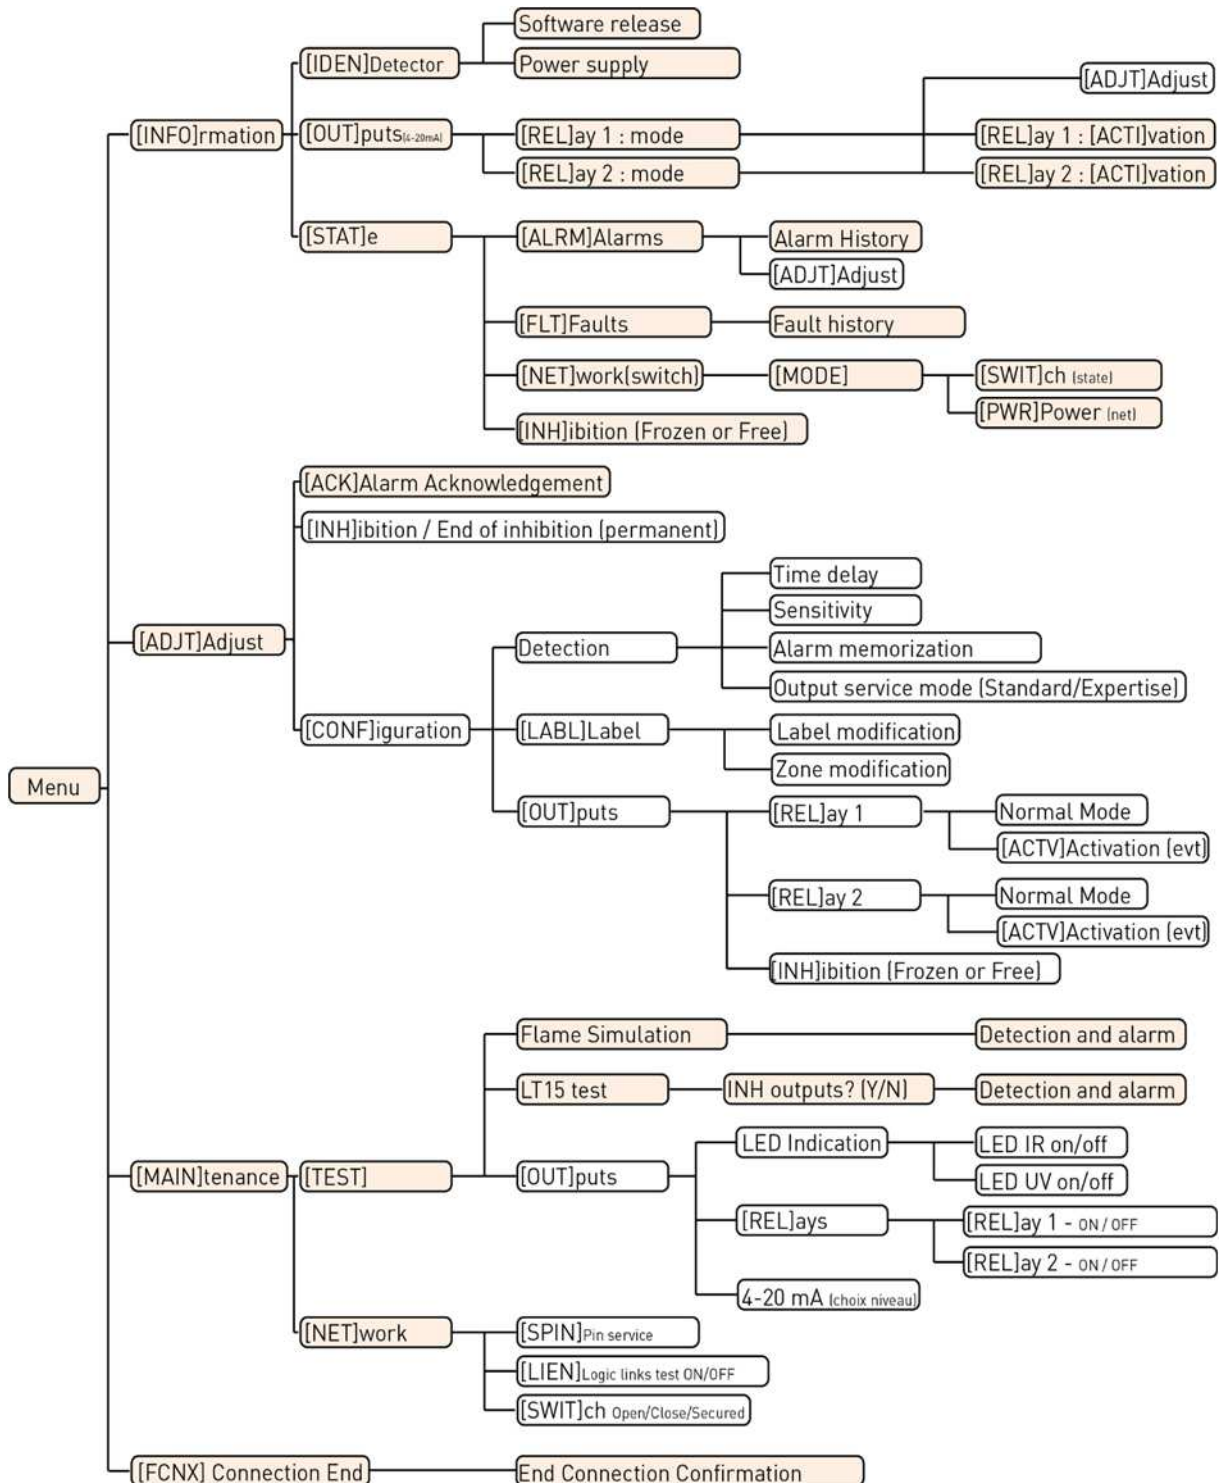 Software release
[IDEN]Detector
Power supply
[ADJT]Adjust
[INFO]rmation
[OUT]puts(4-20mA)
[REL]ay 1 : mode
[REL]ay 1 : [ACTI]vation
[REL]ay 2 : mode
[REL]ay 2 : [ACTI]vation
[STAT]e
[ALRM]Alarms
Alarm History
[ADJT]Adjust
[FLT]Faults
Fault history
[NET]work(switch)
[MODE]
[SWIT]ch (state)
[PWR]Power (net)
[INH]ibition (Frozen or Free)
[ACK]Alarm Acknowledgement
[INH]ibition / End of inhibition (permanent)
Time delay
Sensitivity
[ADJT]Adjust
Detection
Alarm memorization
Output service mode (Standard/Expertise)
[CONF]iguration
[LABL]Label
Label modification
Zone modification
Menu
[OUT]puts
[REL]ay 1
Normal Mode
[ACTV]Activation (evt)
[REL]ay 2
Normal Mode
[ACTV]Activation (evt)
[INH]ibition (Frozen or Free)
Flame Simulation
Detection and alarm
LT15 test
INH outputs? (Y/N)
Detection and alarm
LED Indication
LED IR on/off
[MAIN]tenance
[TEST]
[OUT]puts
LED UV on/off
[REL]ays
[REL]ay 1 - ON / OFF
[REL]ay 2 - ON / OFF
4-20 mA (choix niveau)
[NET]work
[SPIN]Pin service
[LIEN]Logic links test ON/OFF
[SWIT]ch Open/Close/Secured
[FCNX] Connection End
End Connection Confirmation